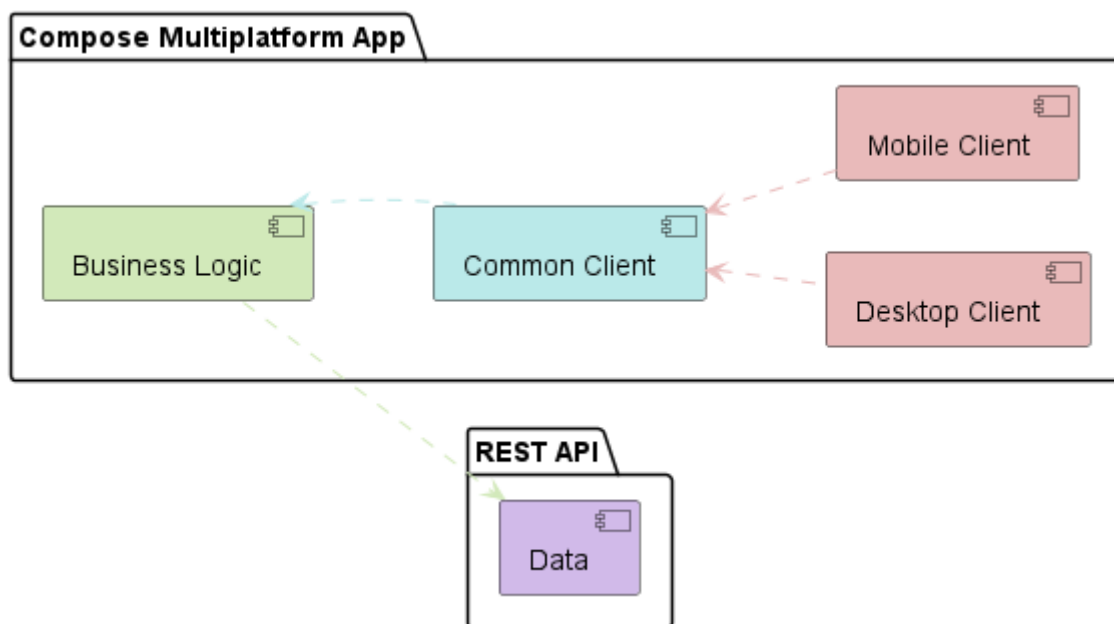 Compose Multiplatform App
Mobile Client
Business Logic
Common Client
Desktop Client
REST API
Data